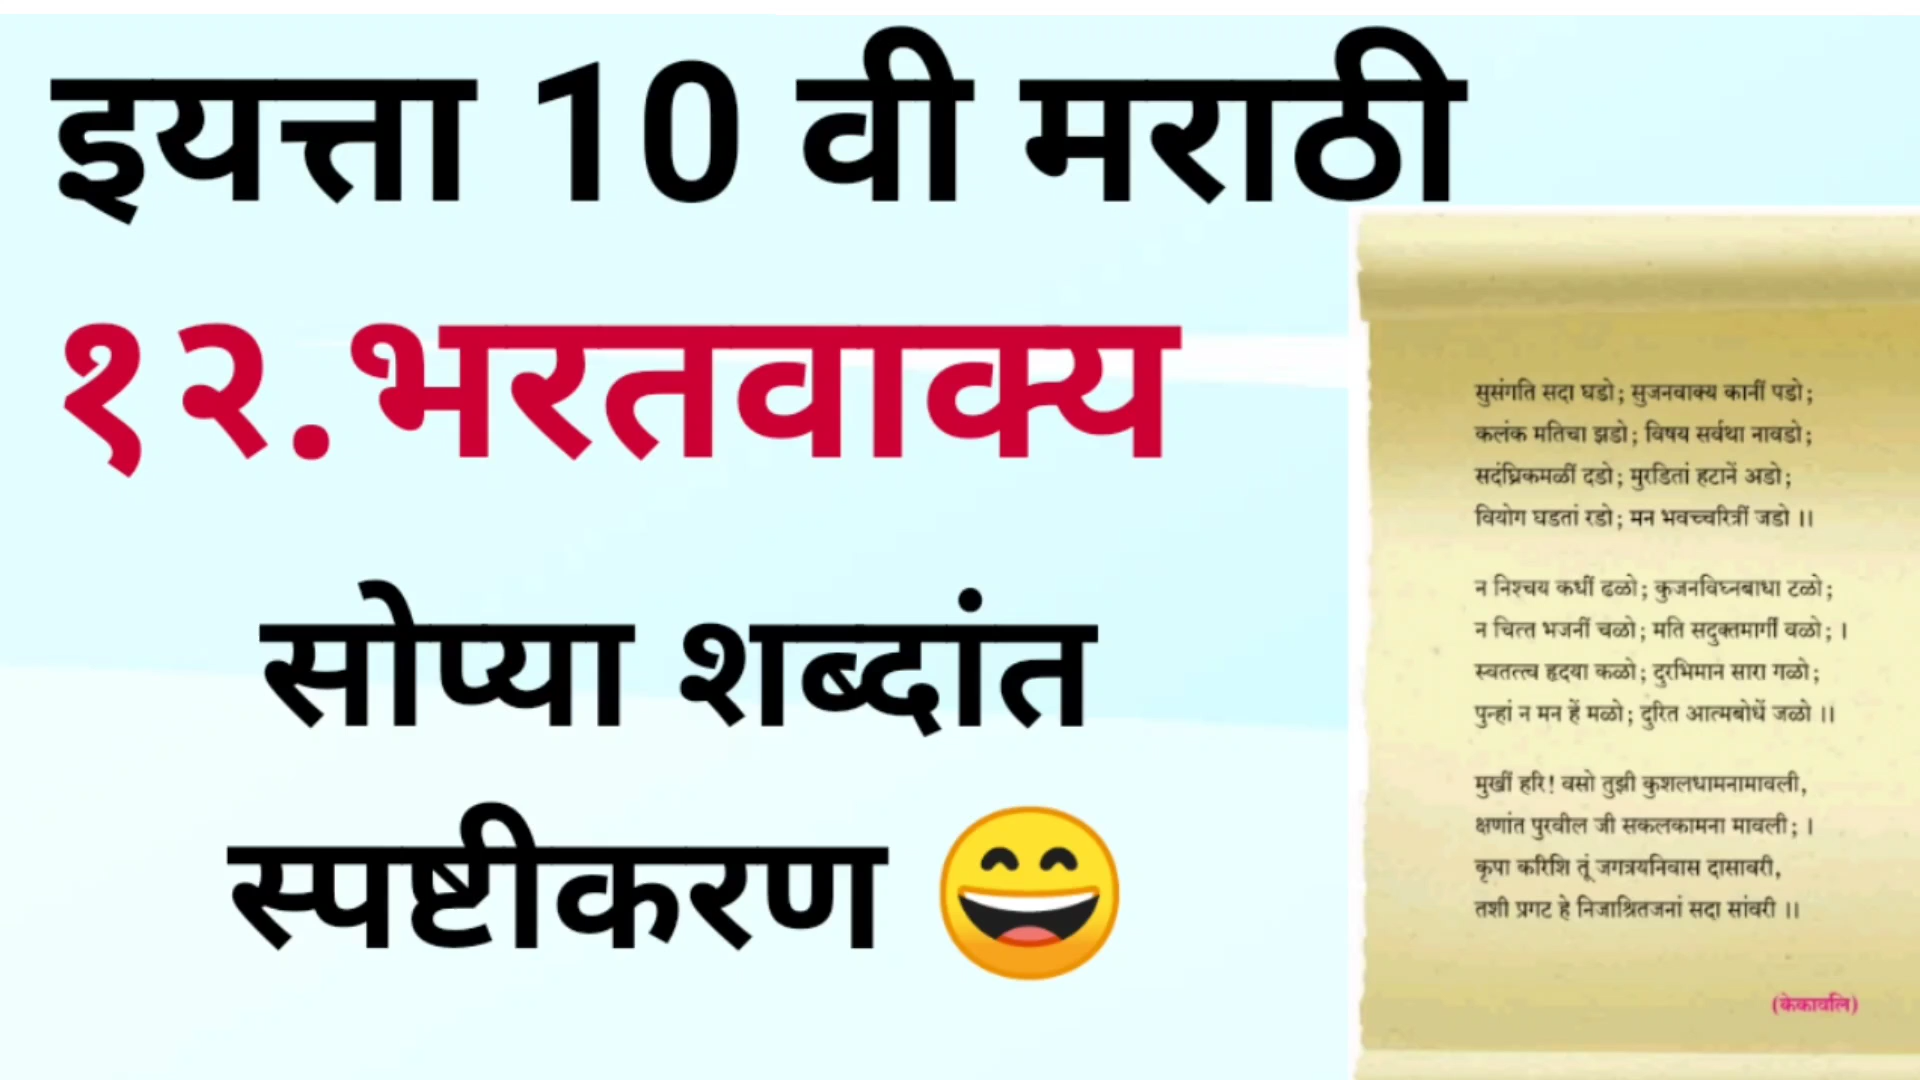 इयत्ता 10 वी मराठी
१२.भरतवाक्य
सोप्या शब्दांत
स्पष्टीकरण
सुसंगति सदा घडो; सुजनवाक्य कानीं पडो;
कलंक मतिचा झडो; विषय सर्वथा नावडो;
सदंघ्रिकमळीं दडो; मुरडितां हटानें अडो;
वियोग घडतां रडो; मन भवच्चरित्रीं जडो ।।
न निश्चय कधीं ढळो; कुजनविघ्नबाधा टळो;
न चित्त भजनीं चळो; मति सदुक्तमार्गीं वळो; ।
स्वतत्त्व हृदया कळो; दुरभिमान सारा गळो;
पुन्हां न मन हें मळो; दुरित आत्मबोधें जळो ।।
मुखीं हरि! वसो तुझी कुशलधामनामावली,
क्षणांत पुरवील जी सकलकामना मावली; ।
कृपा करिशि तूं जगत्रयनिवास दासावरी,
तशी प्रगट हे निजाश्रितजनां सदा सांवरी ।।
(केकावलि)